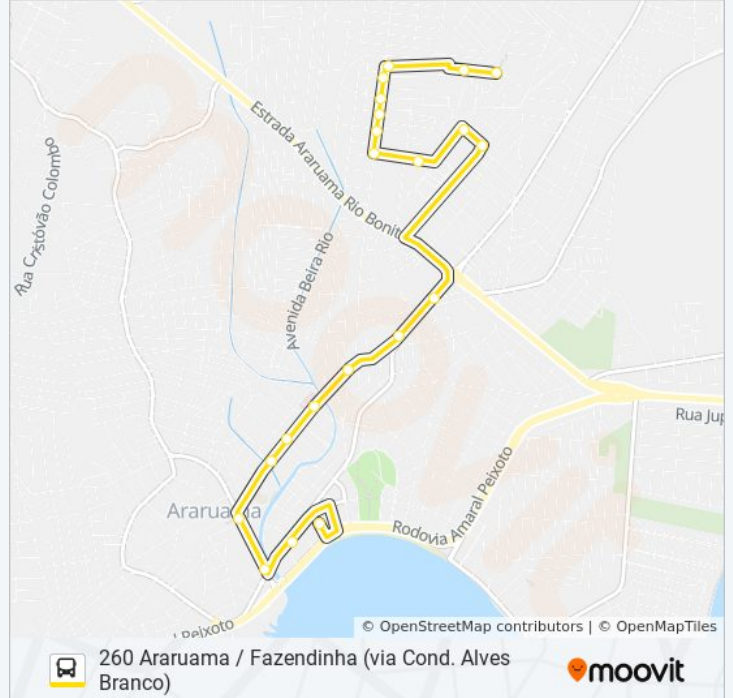 Estrada Araruama Rio Bonit
Rua Cristóvão Colombo
Avenida Beira Rio
Rua Jup
Rodovia Amaral Peixoto
Araruama
l Peixoto
© OpenStreetMap contributors | © OpenMapTiles
260 Araruama / Fazendinha (via Cond. Alves
Branco)
moovit
moovit